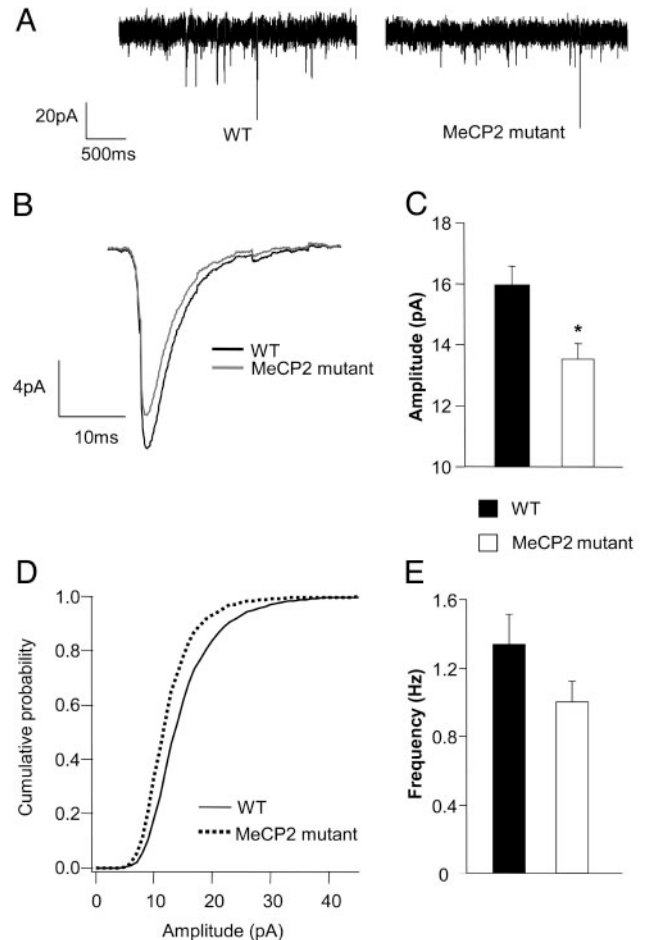 A
20pA
500ms
WT
MeCP2 mutant
B
4pA
10ms
WT
MeCP2 mutant
C
Amplitude (pA)
18
16
14
12
10
*
WT
MeCP2 mutant
D
Cumulative probability
1.0
0.8
0.6
0.4
0.2
0.0
0
10
20
30
40
Amplitude (pA)
WT
MeCP2 mutant
E
Frequency (Hz)
1.6
1.2
0.8
0.4
0